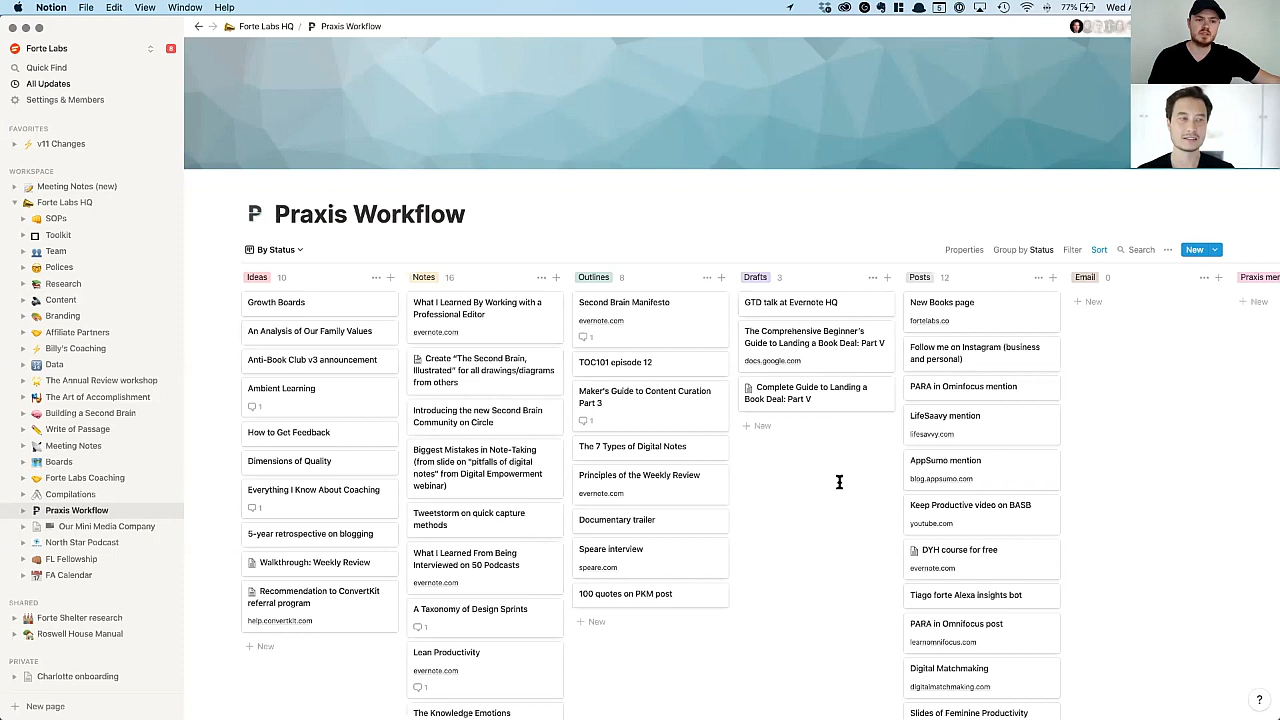 Notion File Edit View Window Help
5 1 77% Wed A
Forte Labs 8
Quick Find
All Updates
Settings & Members
FAVORITES
v11 Changes
WORKSPACE
Meeting Notes (new)
Forte Labs HQ
SOPs
Toolkit
Team
Polices
Research
Content
Branding
Affiliate Partners
Billy's Coaching
Data
The Annual Review workshop
The Art of Accomplishment
Building a Second Brain
Write of Passage
Meeting Notes
Boards
Forte Labs Coaching
Compilations
Praxis Workflow
Our Mini Media Company
North Star Podcast
FL Fellowship
FA Calendar
SHARED
Forte Shelter research
Roswell House Manual
PRIVATE
Charlotte onboarding
New page
Forte Labs HQ / Praxis Workflow
Praxis Workflow
By Status
Properties Group by Status Filter Sort Search New
Ideas 10
Growth Boards
An Analysis of Our Family Values
Anti-Book Club v3 announcement
Ambient Learning
1
How to Get Feedback
Dimensions of Quality
Everything I Know About Coaching
1
5-year retrospective on blogging
Walkthrough: Weekly Review
Recommendation to ConvertKit
referral program
help.convertkit.com
+ New
Notes 16
What I Learned By Working with a
Professional Editor
evernote.com
Create “The Second Brain,
Illustrated” for all drawings/diagrams
from others
Introducing the new Second Brain
Community on Circle
Biggest Mistakes in Note-Taking
(from slide on “pitfalls of digital
notes” from Digital Empowerment
webinar)
Tweetstorm on quick capture
methods
What I Learned From Being
Interviewed on 50 Podcasts
evernote.com
A Taxonomy of Design Sprints
1
Lean Productivity
evernote.com
1
The Knowledge Emotions
Outlines 8
Second Brain Manifesto
evernote.com
1
TOC101 episode 12
Maker's Guide to Content Curation
Part 3
1
The 7 Types of Digital Notes
Principles of the Weekly Review
evernote.com
Documentary trailer
Speare interview
speare.com
100 quotes on PKM post
+ New
Drafts 3
GTD talk at Evernote HQ
The Comprehensive Beginner's
Guide to Landing a Book Deal: Part V
docs.google.com
Complete Guide to Landing a
Book Deal: Part V
+ New
Posts 12
New Books page
fortelabs.co
Follow me on Instagram (business
and personal)
PARA in Ominfocus mention
LifeSaavy mention
lifesavvy.com
AppSumo mention
blog.appsumo.com
Keep Productive video on BASB
youtube.com
DYH course for free
evernote.com
Tiago forte Alexa insights bot
PARA in Omnifocus post
learnomnifocus.com
Digital Matchmaking
digitalmatchmaking.com
Slides of Feminine Productivity
Email 0
+ New
Praxis mem
+ New
?